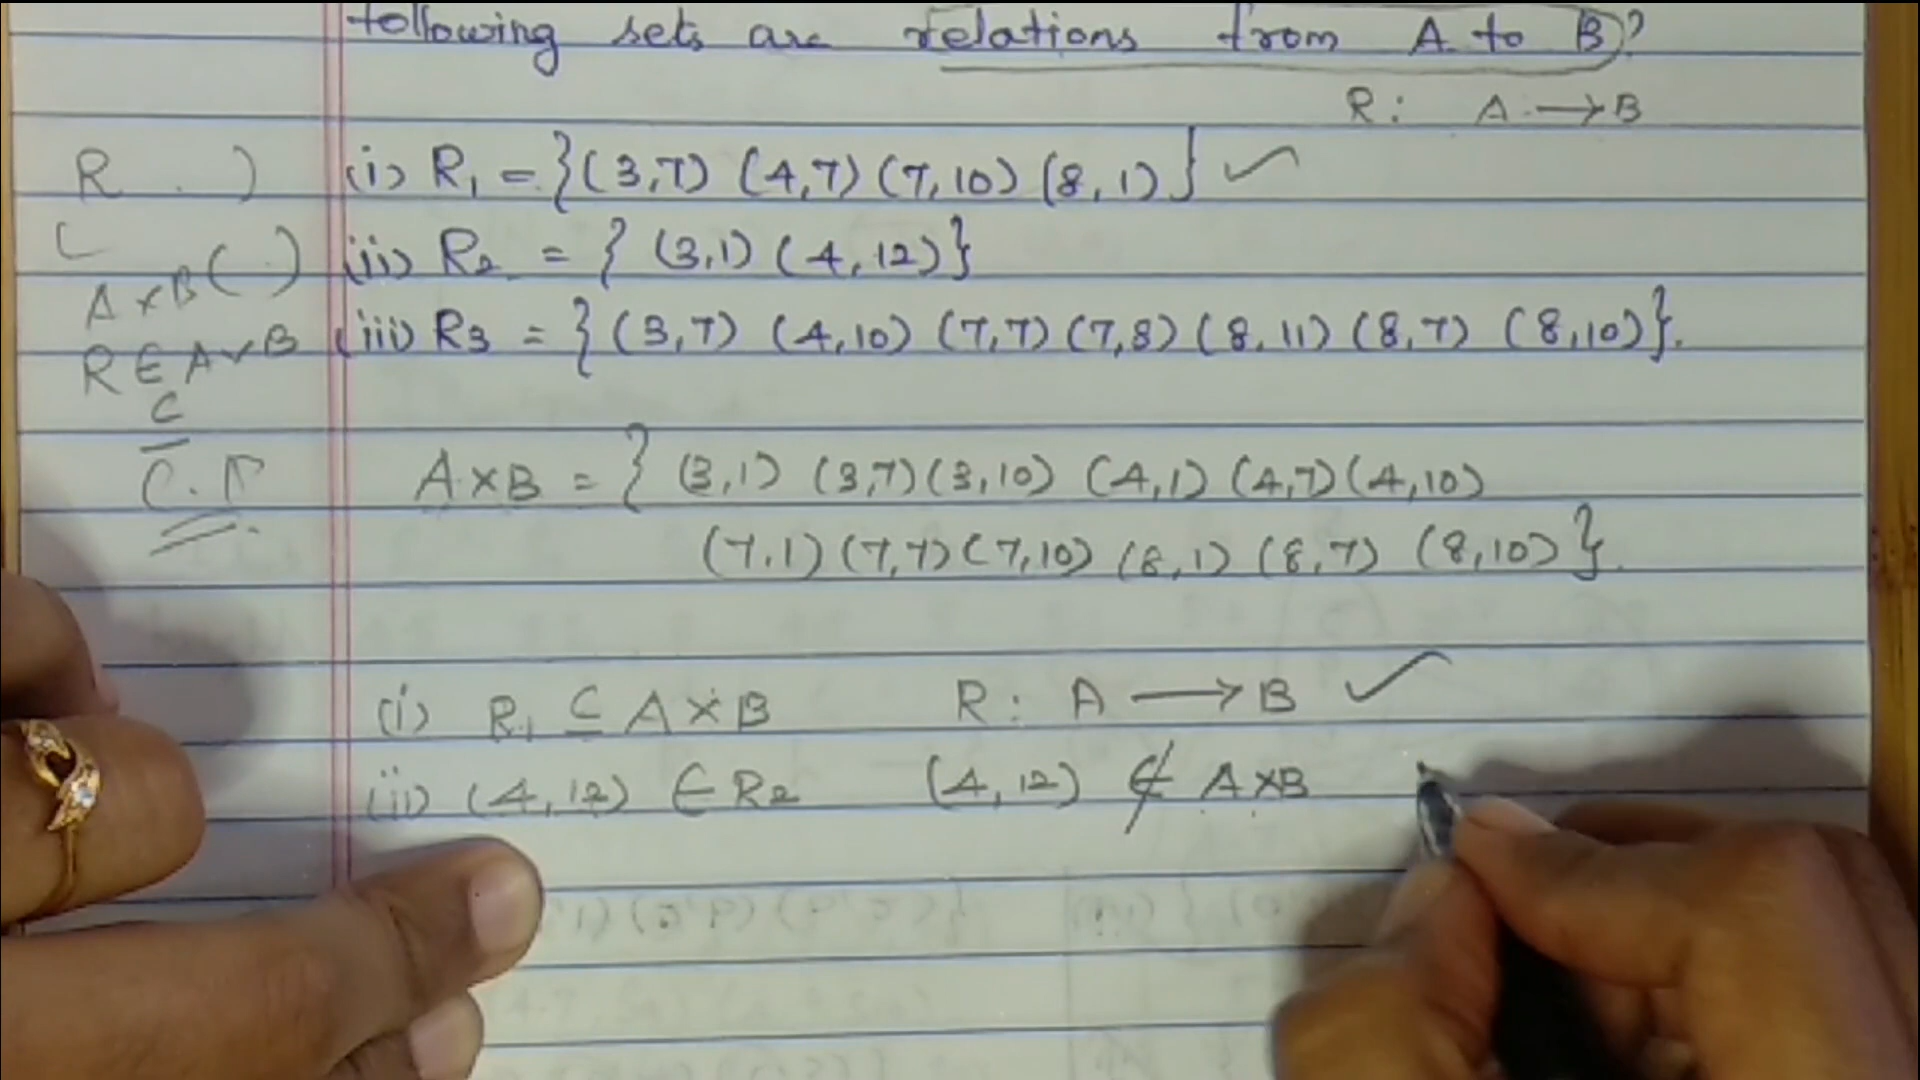 following sets are relations from A to B?
R: A → B
(i) R₁ = {(3,7) (4,7) (7,10) (8,1)} ✓
(ii) R₂ = { (3,1) (4,12)}
(iii) R3 = { (3,7) (4,10) (7,7) (7,8) (8,11) (8,7) (8,10)}.
R . )
A×B ( . )
R ∈ A×B
⊆
A×B = { (3,1) (3,7) (3,10) (4,1) (4,7) (4,10)
(7,1) (7,7) (7,10) (8,1) (8,7) (8,10) }.
(i) R₁ ⊆ A×B R: A → B ✓
(ii) (4,12) ∈ R₂ (4,12) ∉ A×B